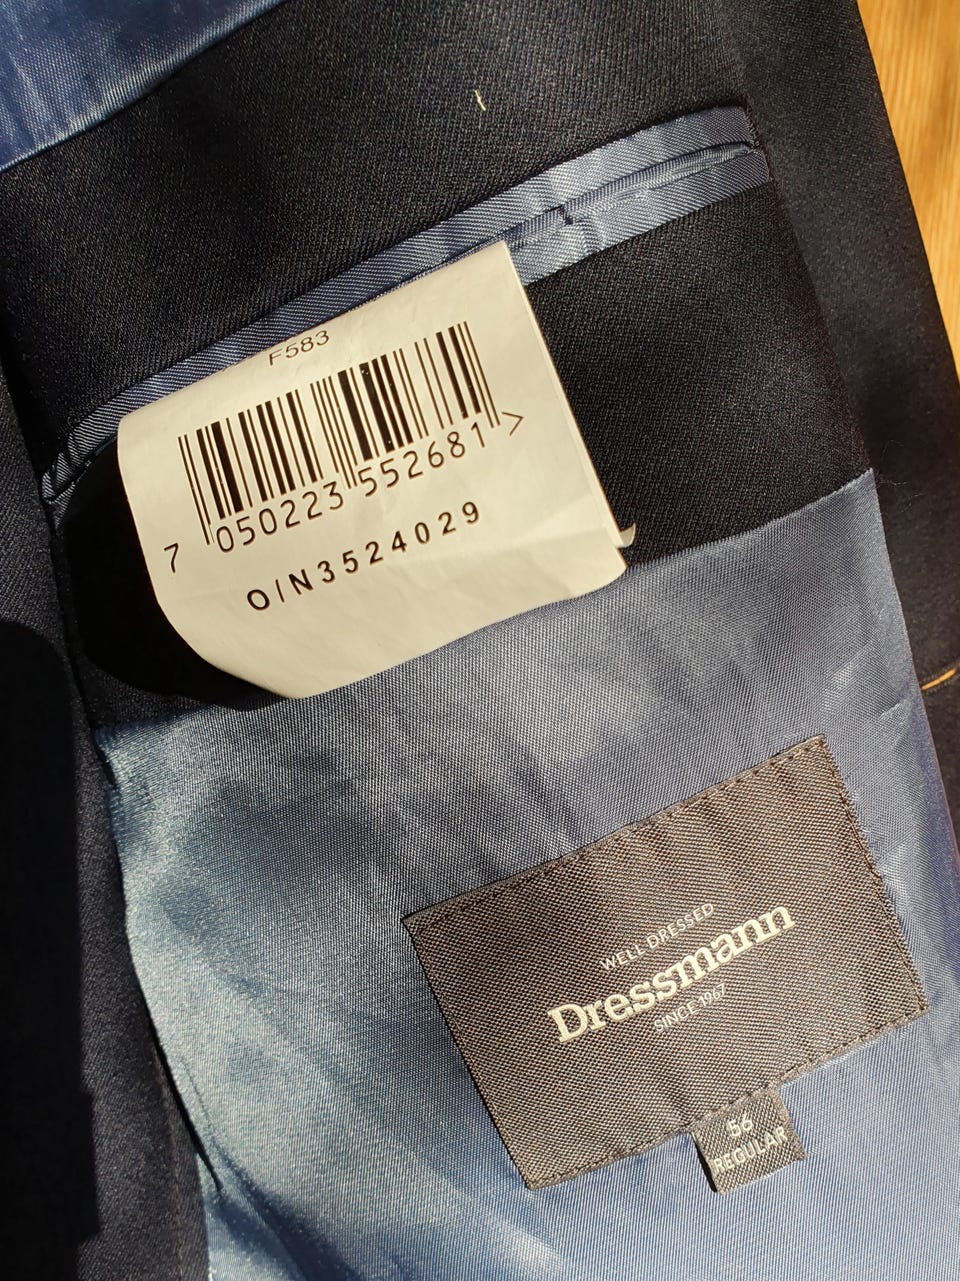 F583
7 050223 552681 >
O/N3524029
WELL DRESSED
Dressmann
SINCE 1967
56
REGULAR